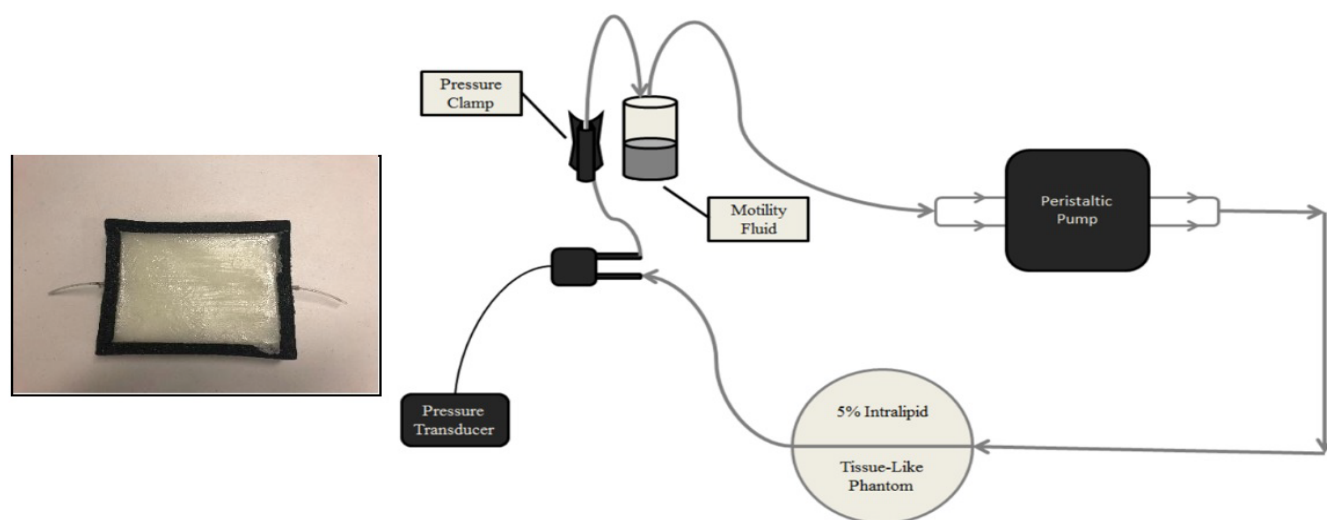 Pressure
Clamp
Motility
Fluid
Peristaltic
Pump
Pressure
Transducer
5% Intralipid
Tissue-Like
Phantom